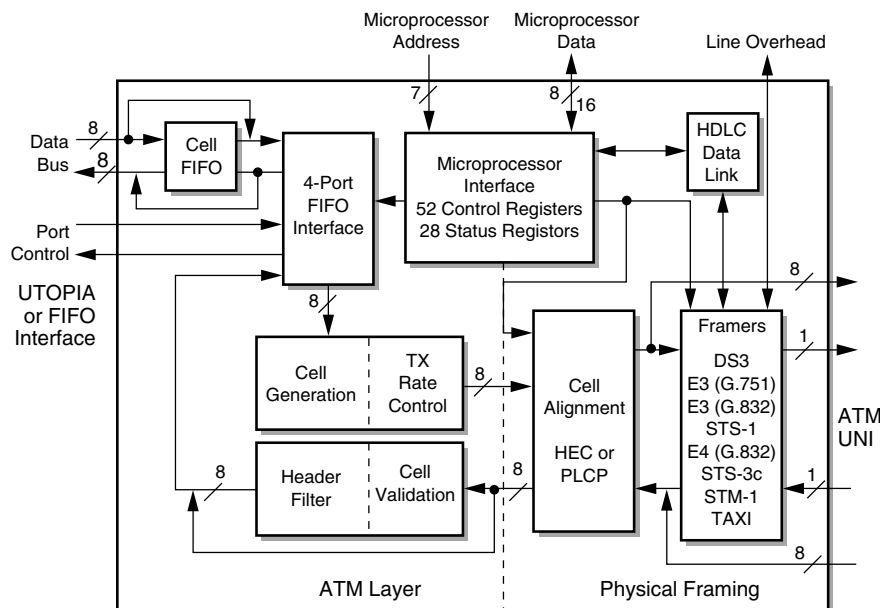 Microprocessor
Address
Microprocessor
Data
Line Overhead
7
8
16
Data
Bus
8
8
Cell
FIFO
4-Port
FIFO
Interface
Microprocessor
Interface
52 Control Registers
28 Status Registors
HDLC
Data
Link
Port
Control
UTOPIA
or FIFO
Interface
8
8
Cell
Generation
TX
Rate
Control
8
Cell
Alignment
HEC or
PLCP
Framers
DS3
E3 (G.751)
E3 (G.832)
STS-1
E4 (G.832)
STS-3c
STM-1
TAXI
1
ATM
UNI
1
8
8
Header
Filter
Cell
Validation
8
ATM Layer
Physical Framing